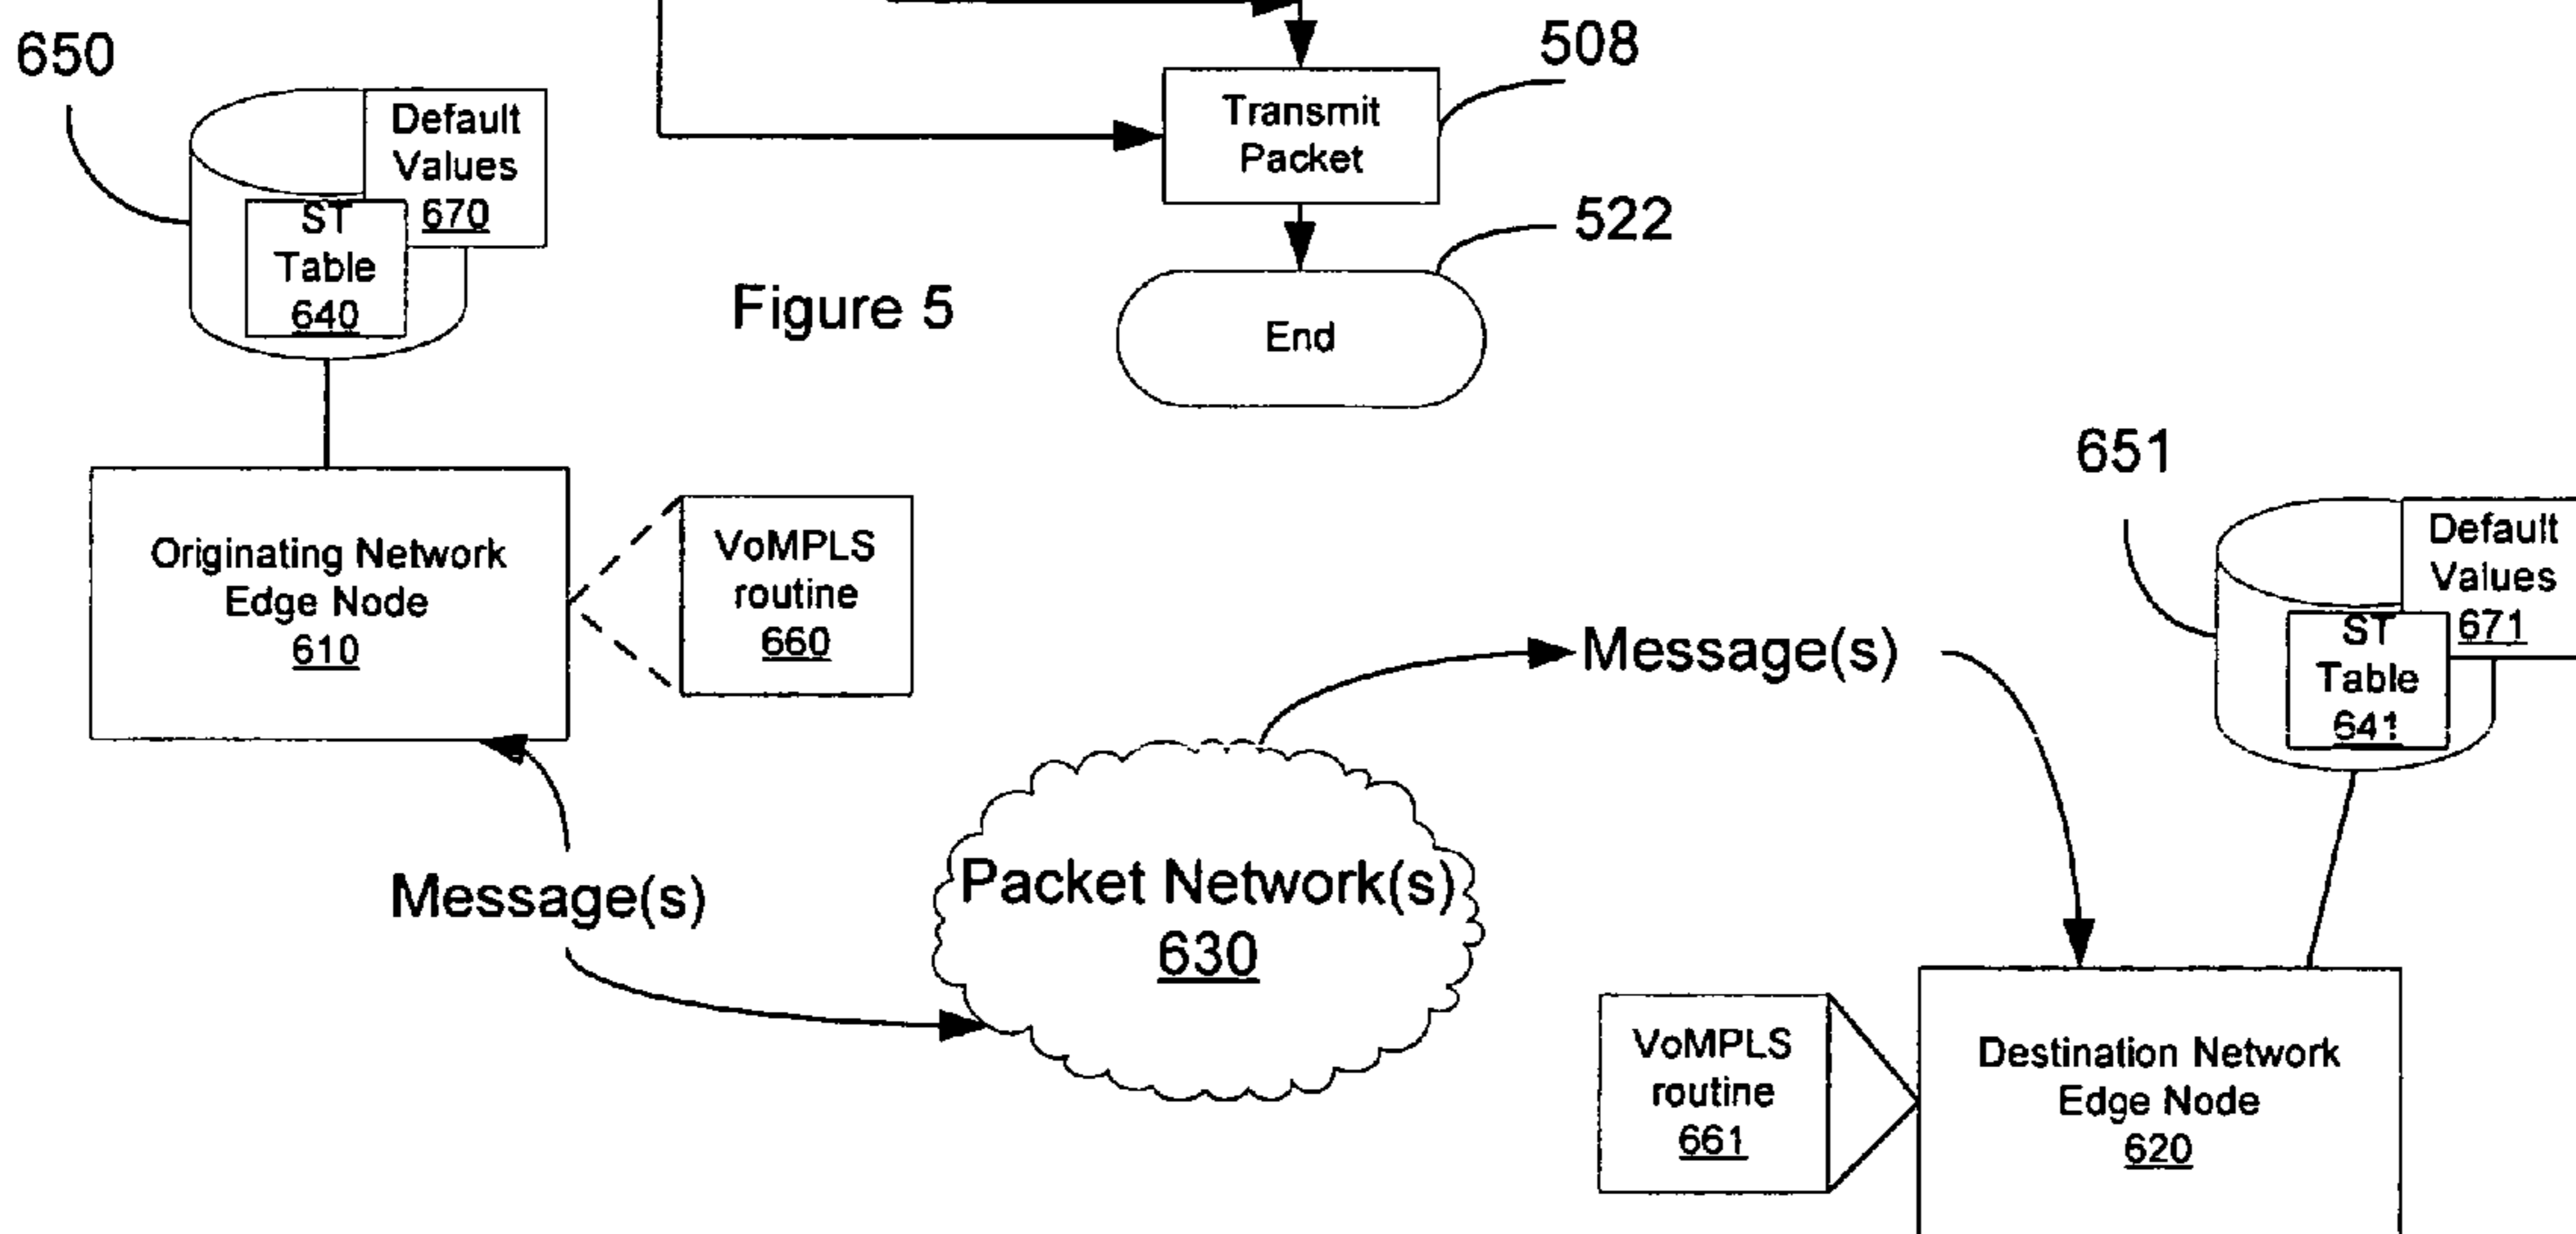 650
Default
Values
670
ST
Table
640
508
Transmit
Packet
522
End
Figure 5
Originating Network
Edge Node
610
VoMPLS
routine
660
651
Default
Values
671
ST
Table
641
Message(s)
Message(s)
Packet Network(s)
630
VoMPLS
routine
661
Destination Network
Edge Node
620